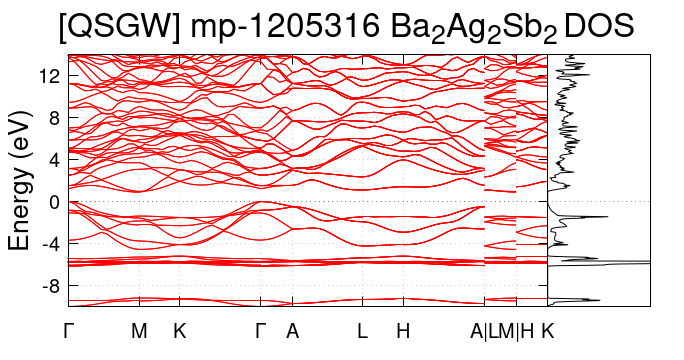 [QSGW] mp-1205316 Ba2Ag2Sb2 DOS
12
8
4
0
-4
-8
Energy (eV)
Γ M K Γ A L H A|LM|H K